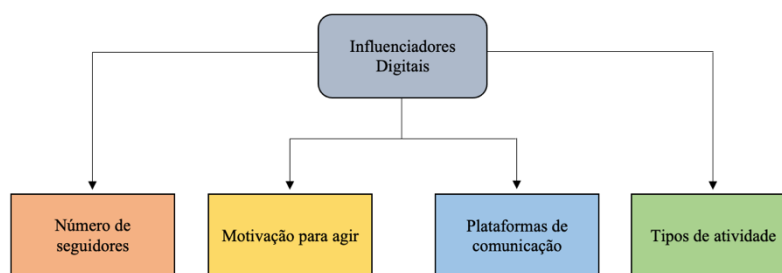 Influenciadores
Digitais
Número de
seguidores
Motivação para agir
Plataformas de
comunicação
Tipos de atividade